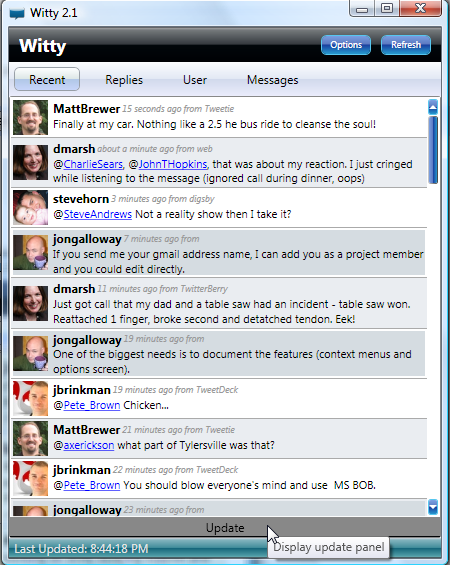 Witty 2.1
Witty
Options
Refresh
Recent
Replies
User
Messages
MattBrewer 15 seconds ago from Tweetie
Finally at my car. Nothing like a 2.5 he bus ride to cleanse the soul!
dmarsh about a minute ago from web
@CharlieSears, @JohnTHopkins, that was about my reaction. I just cringed
while listening to the message (ignored call during dinner, oops)
stevehorn 3 minutes ago from digsby
@SteveAndrews Not a reality show then I take it?
jongalloway 7 minutes ago from
If you send me your gmail address name, I can add you as a project member
and you could edit directly.
dmarsh 11 minutes ago from TwitterBerry
Just got call that my dad and a table saw had an incident - table saw won.
Reattached 1 finger, broke second and detatched tendon. Eek!
jongalloway 19 minutes ago from
One of the biggest needs is to document the features (context menus and
options screen).
jbrinkman 19 minutes ago from TweetDeck
@Pete_Brown Chicken...
MattBrewer 21 minutes ago from Tweetie
@axerickson what part of Tylersville was that?
jbrinkman 22 minutes ago from TweetDeck
@Pete_Brown You should blow everyone's mind and use MS BOB.
jongalloway 23 minutes ago from
Update
Last Updated: 8:44:18 PM
Display update panel